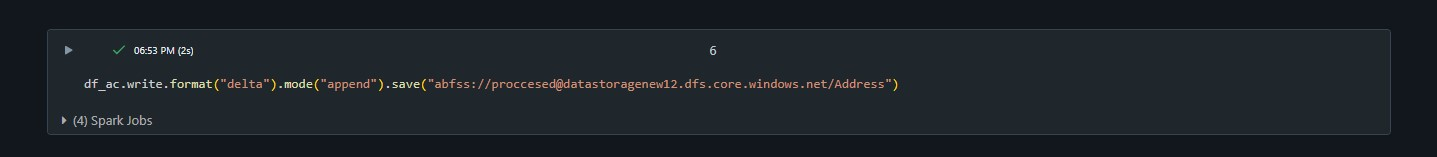 06:53 PM (2s)
6
df_ac.write.format("delta").mode("append").save("abfss://proccesed@datastoragenew12.dfs.core.windows.net/Address")
(4) Spark Jobs